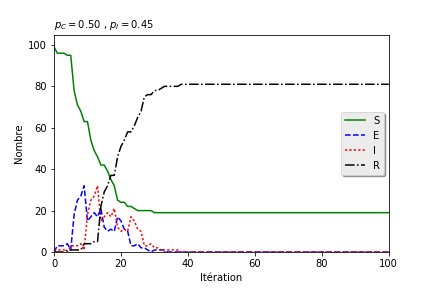 p_C = 0.50 , p_I = 0.45
100
80
60
40
20
0
Nombre
S
E
I
R
0 20 40 60 80 100
Itération